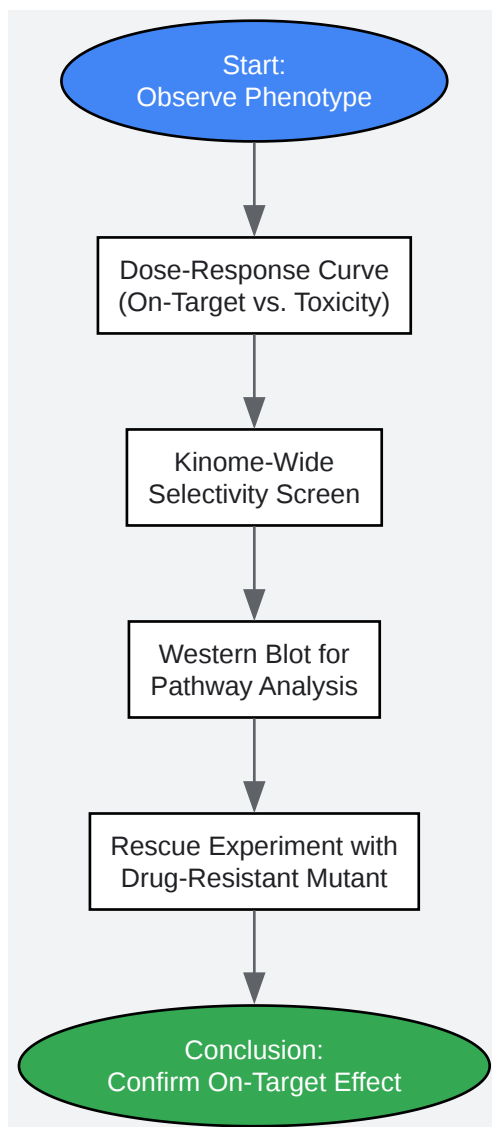 Start:
Observe Phenotype
Dose-Response Curve
(On-Target vs. Toxicity)
Kinome-Wide
Selectivity Screen
Western Blot for
Pathway Analysis
Rescue Experiment with
Drug-Resistant Mutant
Conclusion:
Confirm On-Target Effect